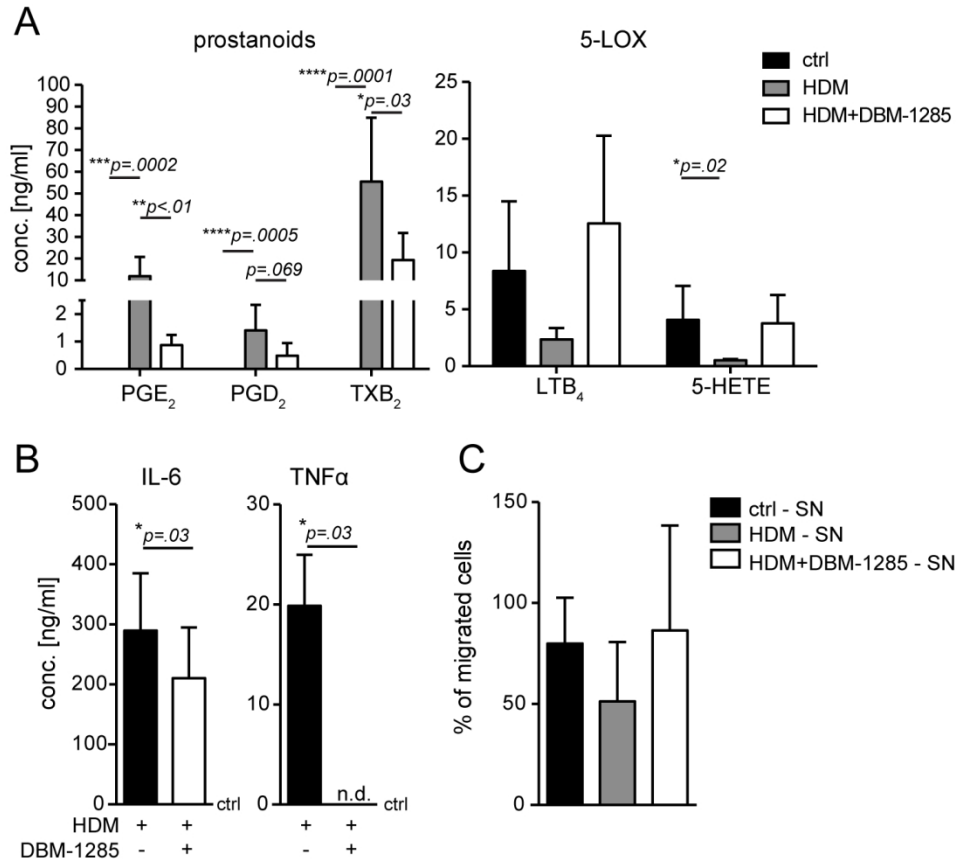 A
prostanoids
5-LOX
ctrl
HDM
HDM+DBM-1285
conc. [ng/ml]
100
90
80
70
60
50
40
30
20
10
2
1
0
***p=.0002
**p<.01
****p=.0005
p=.069
****p=.0001
*p=.03
PGE2
PGD2
TXB2
25
20
15
10
5
0
*p=.02
LTB4
5-HETE
B
IL-6
TNFα
conc. [ng/ml]
500
400
300
200
100
0
*
p=.03
ctrl
30
20
10
0
*
p=.03
n.d.
ctrl
HDM + + + +
DBM-1285 - + - +
C
% of migrated cells
150
100
50
0
ctrl - SN
HDM - SN
HDM+DBM-1285 - SN